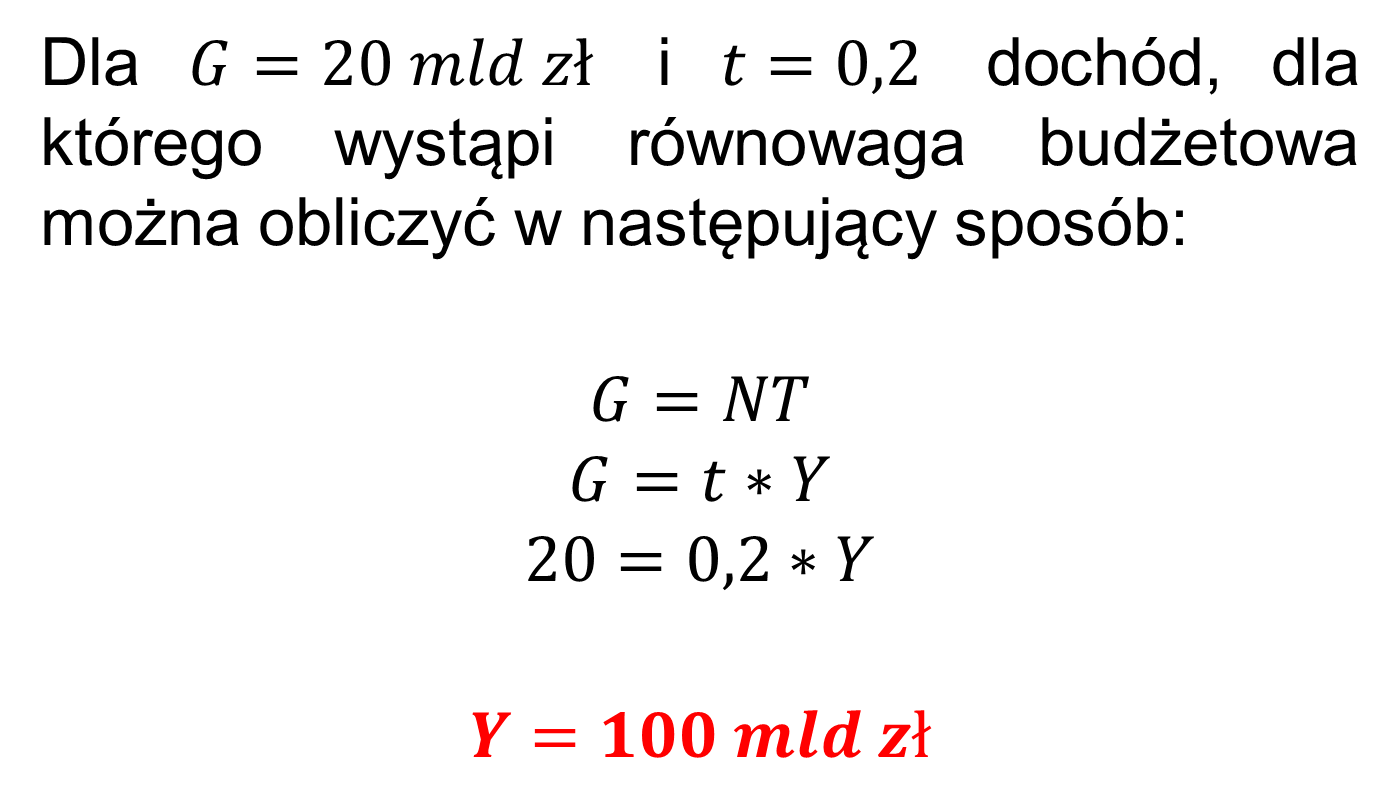 Dla G = 20 mld zł i t = 0,2 dochód, dla
którego wystąpi równowaga budżetowa
można obliczyć w następujący sposób:
G = NT
G = t ∗ Y
20 = 0,2 ∗ Y
Y = 100 mld zł